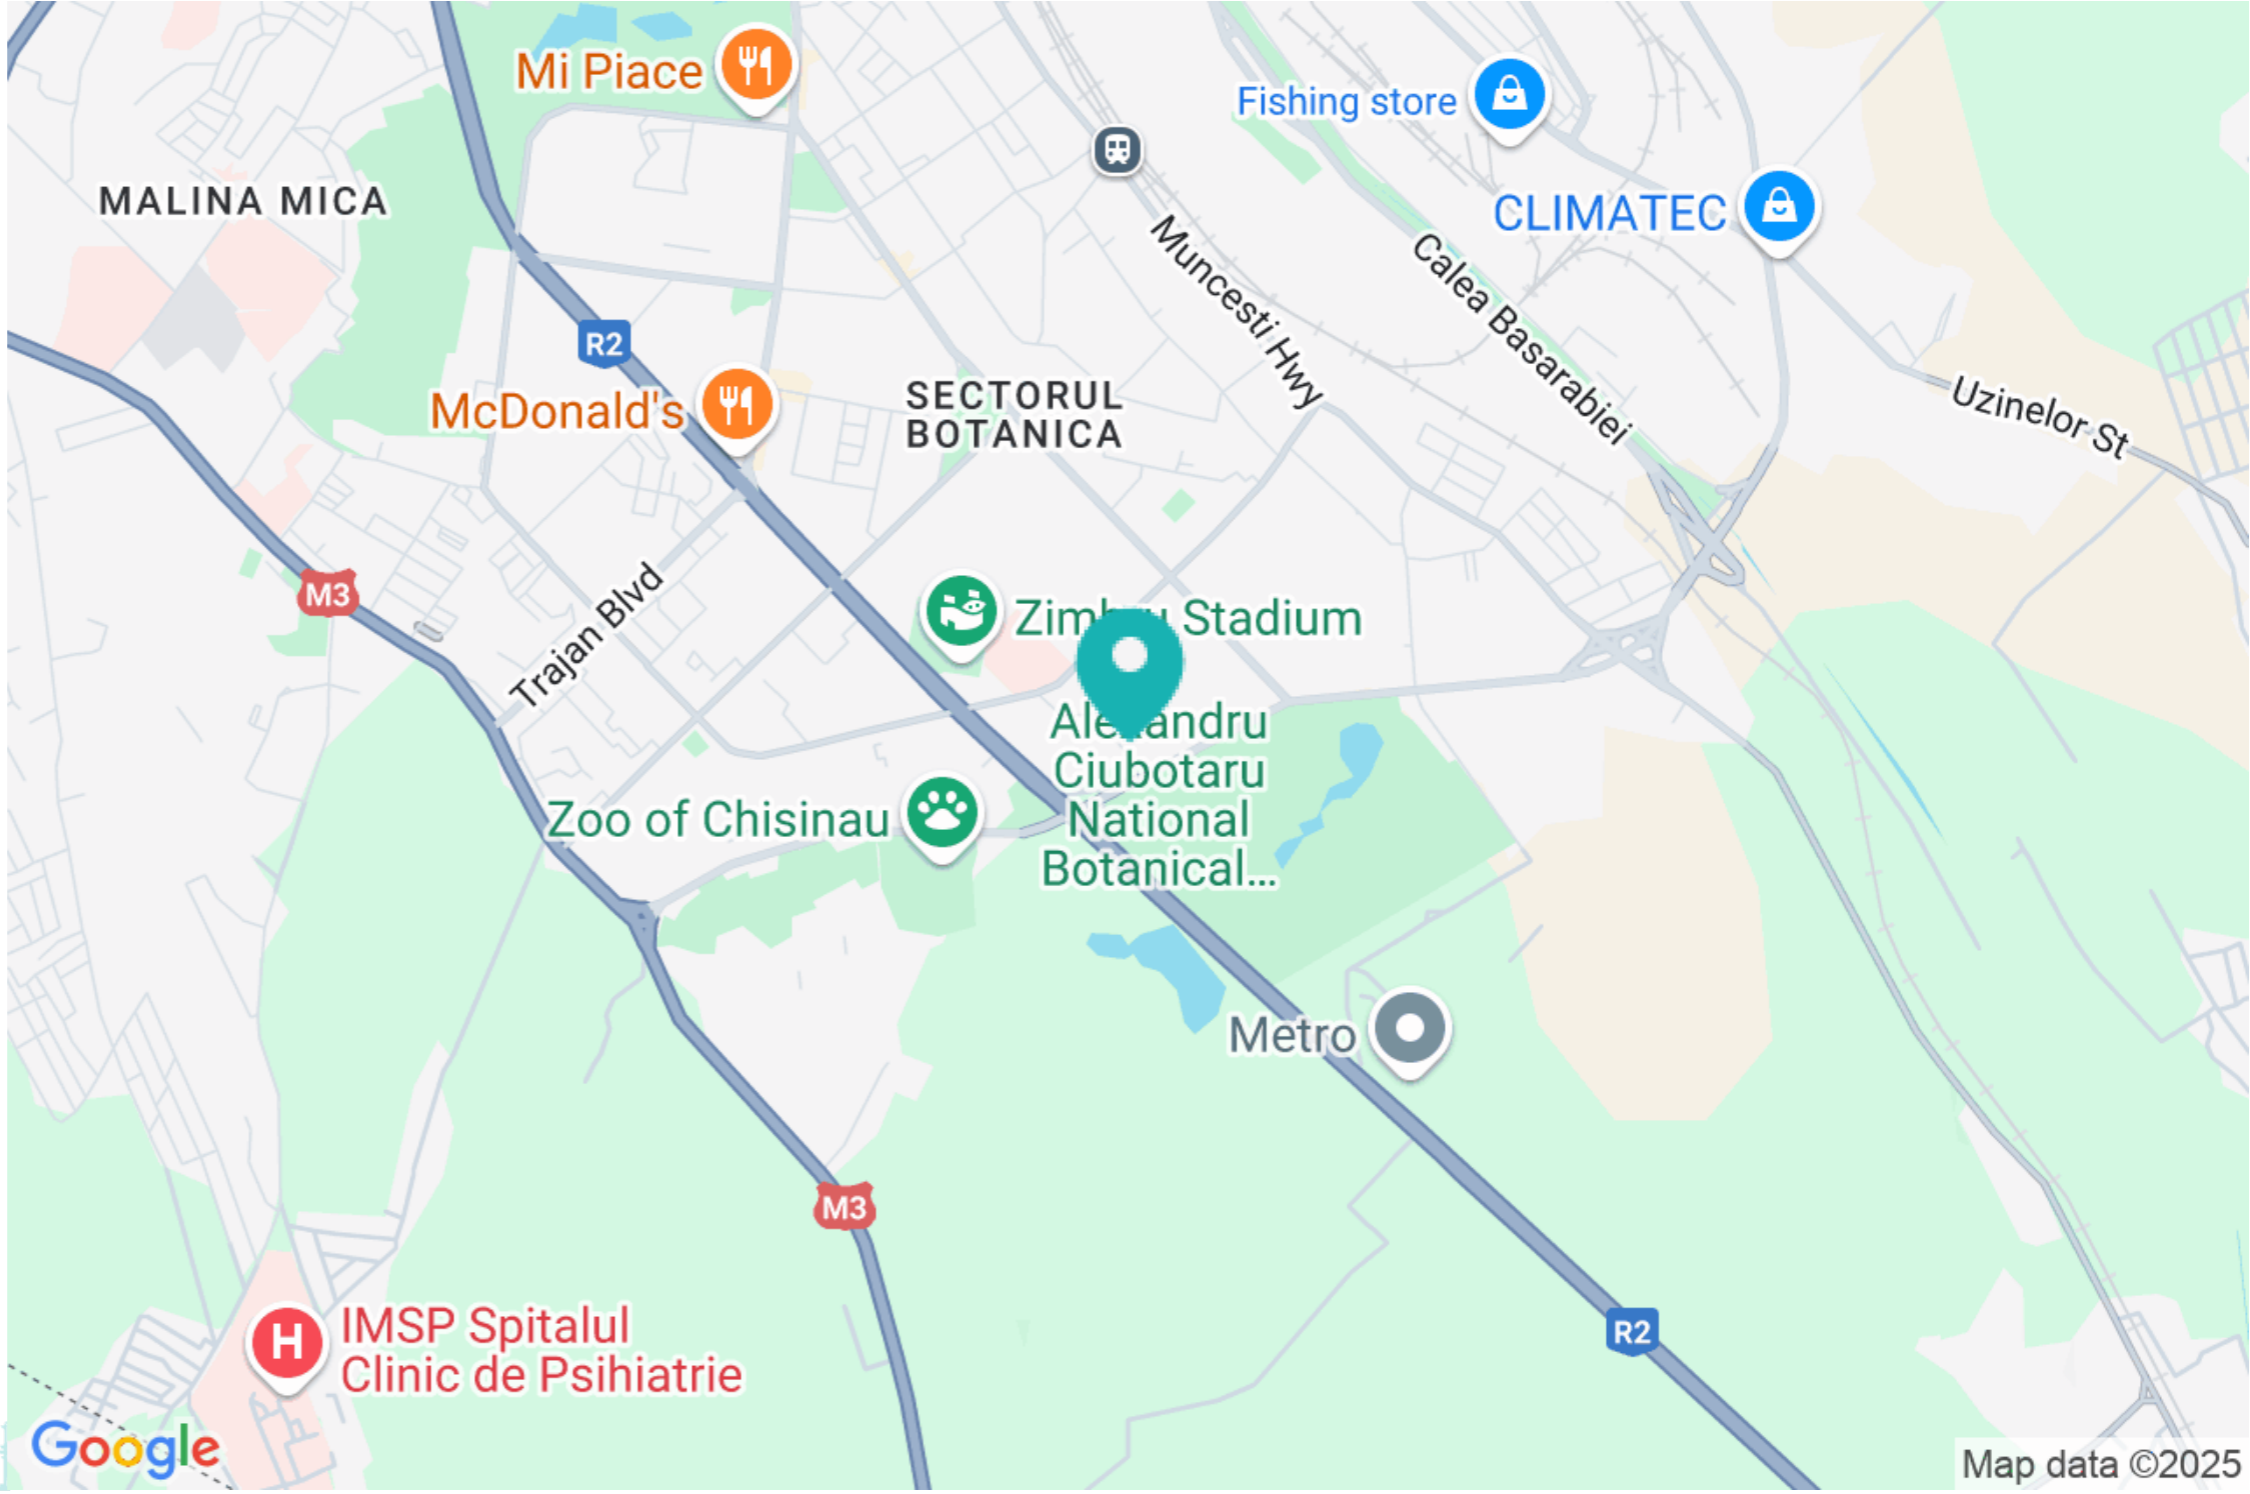 Mi Piace
Fishing store
MALINA MICA
CLIMATEC
Muncesti Hwy
Calea Basarabiei
R2
McDonald's
SECTORUL
BOTANICA
Uzinelor St
M3
Trajan Blvd
Zimbru Stadium
Alexandru
Ciubotaru
National
Botanical...
Zoo of Chisinau
Metro
M3
R2
IMSP Spitalul
Clinic de Psihiatrie
H
Google
Map data ©2025